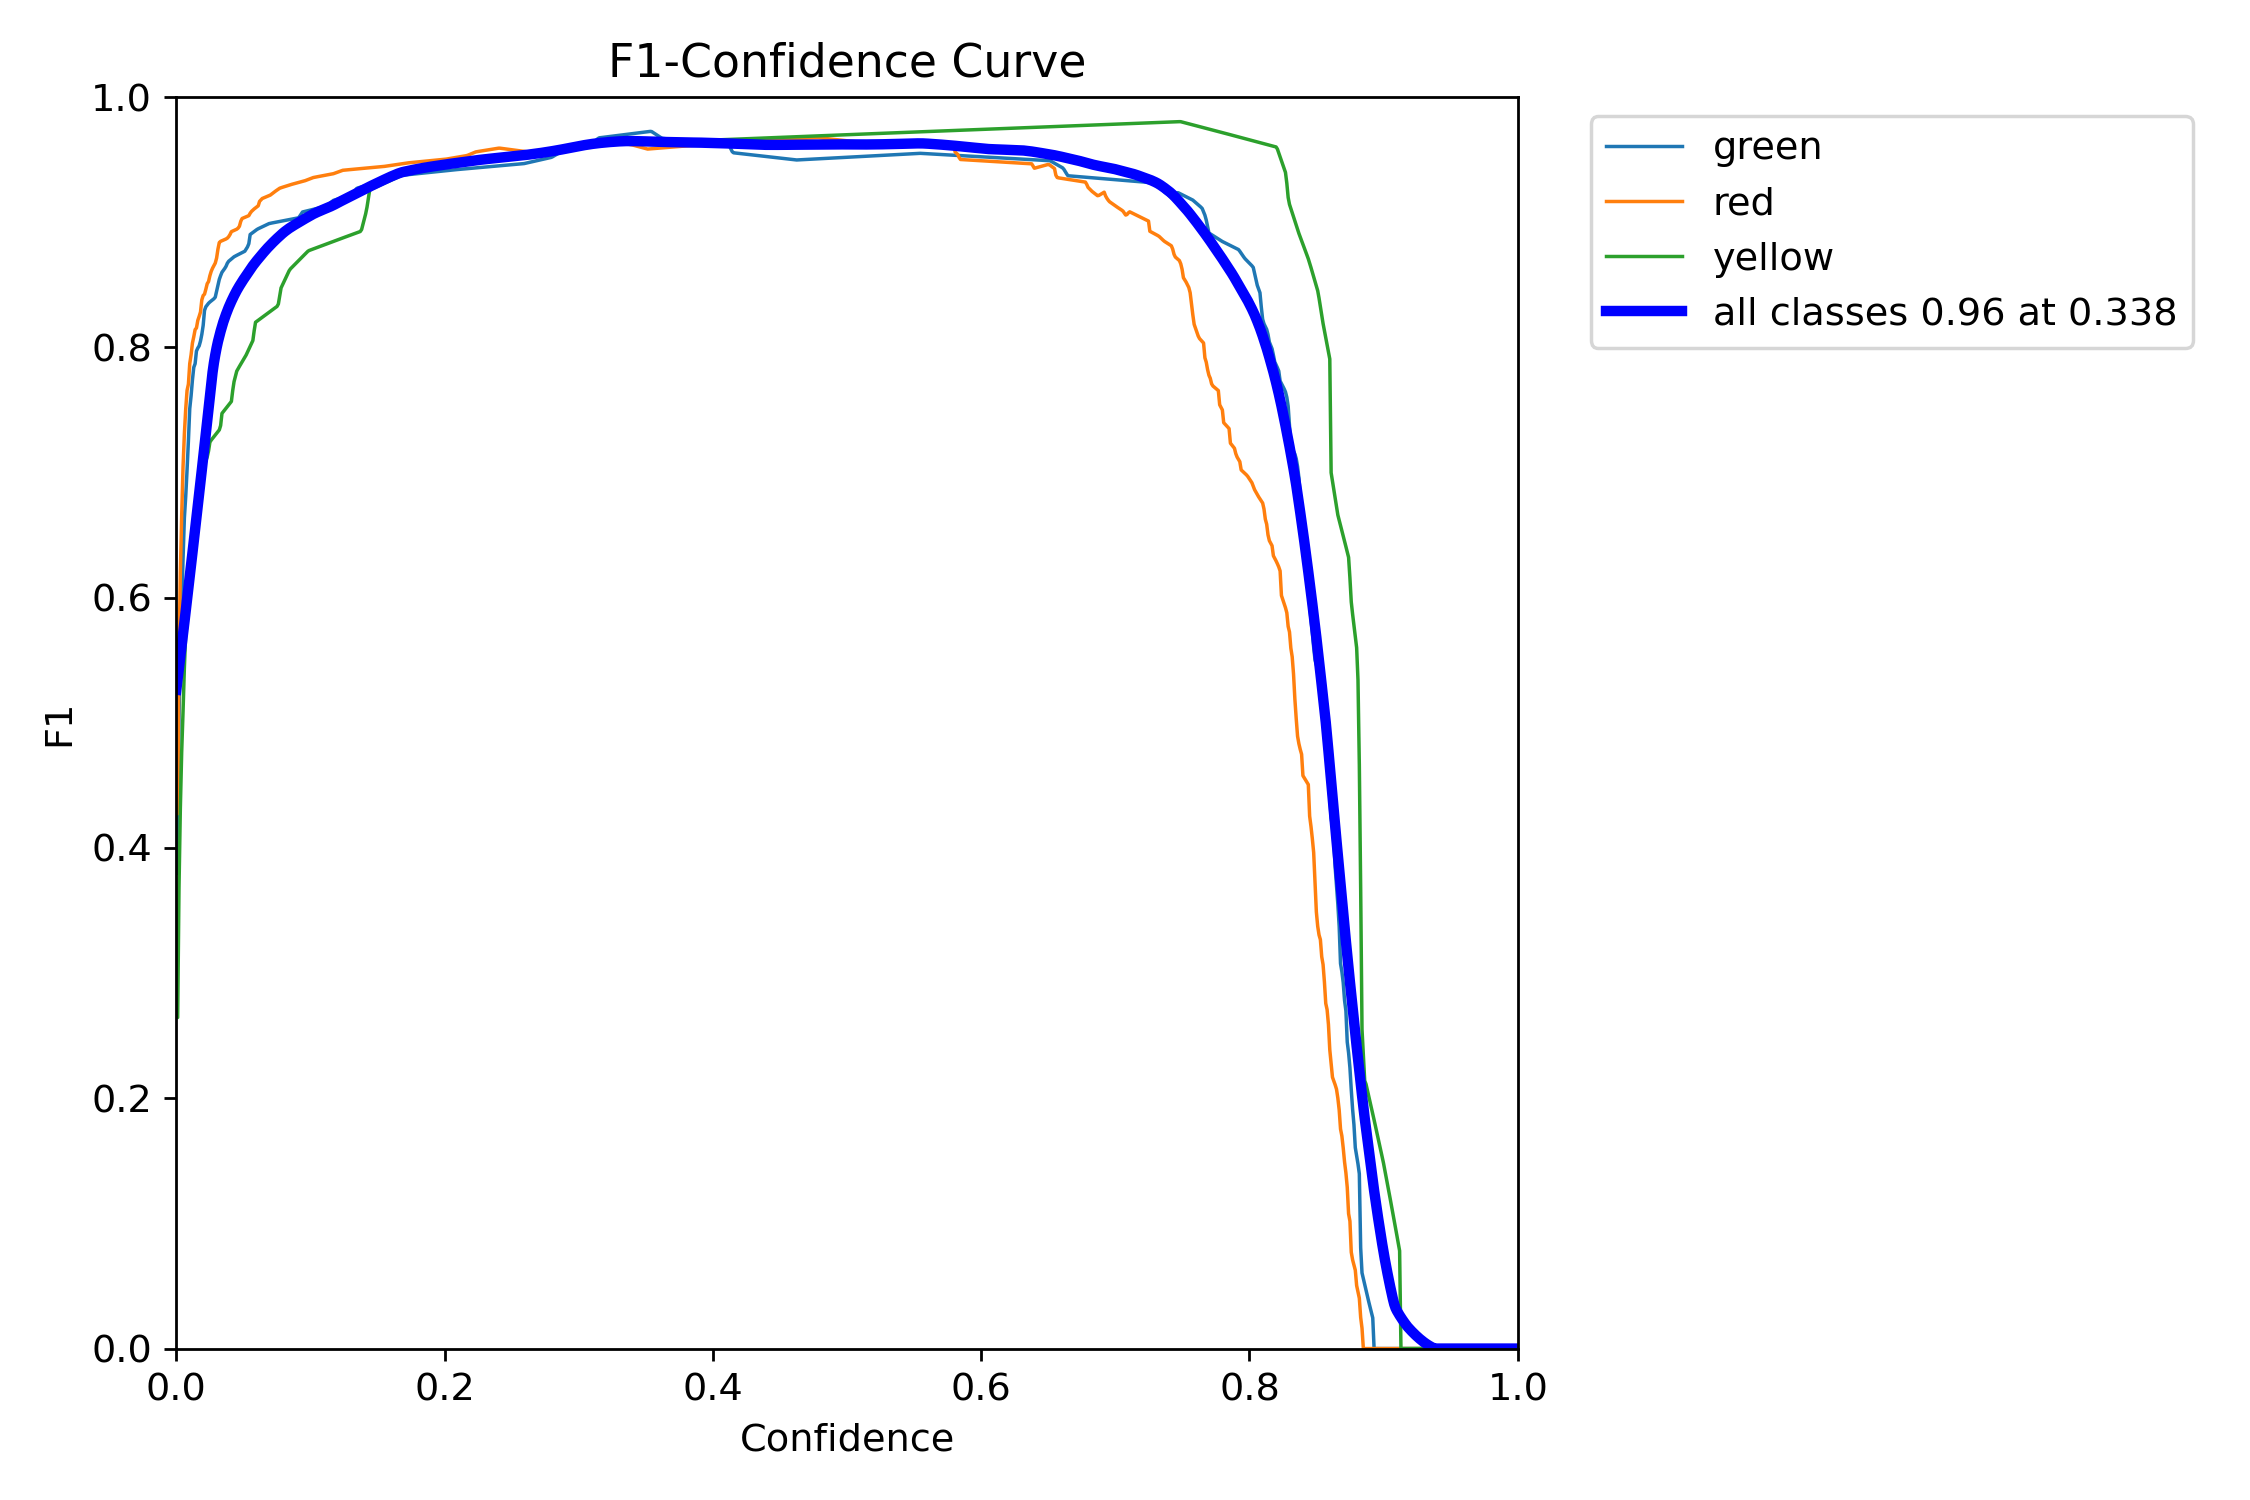 F1-Confidence Curve
1.0
0.8
0.6
0.4
0.2
0.0
F1
0.0 0.2 0.4 0.6 0.8 1.0
Confidence
green
red
yellow
all classes 0.96 at 0.338